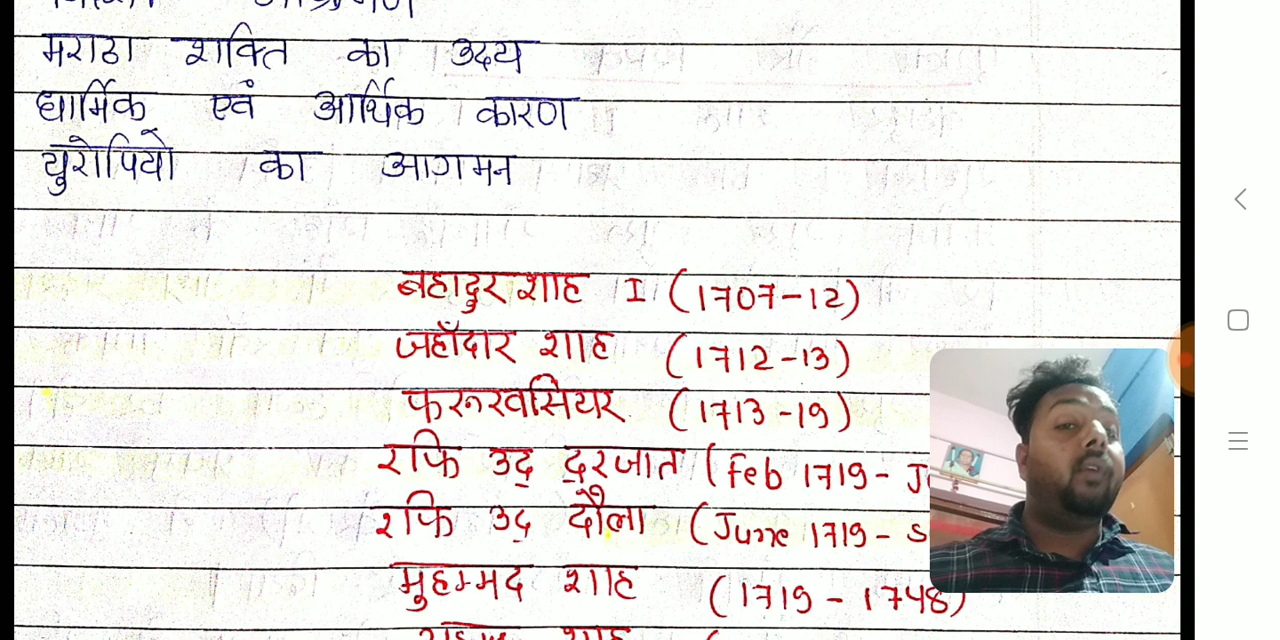 मराठा शक्ति का उदय
धार्मिक एवं आर्थिक कारण
युरोपियो का आगमन
बहादुर शाह I (1707-12)
जहाँदार शाह (1712-13)
फरूखसियर (1713-19)
रफि उद् द्रजात (Feb 1719 - J
रफि उद् दौला (June 1719 - S
मुहम्मद शाह (1719 - 1748)
शाह (